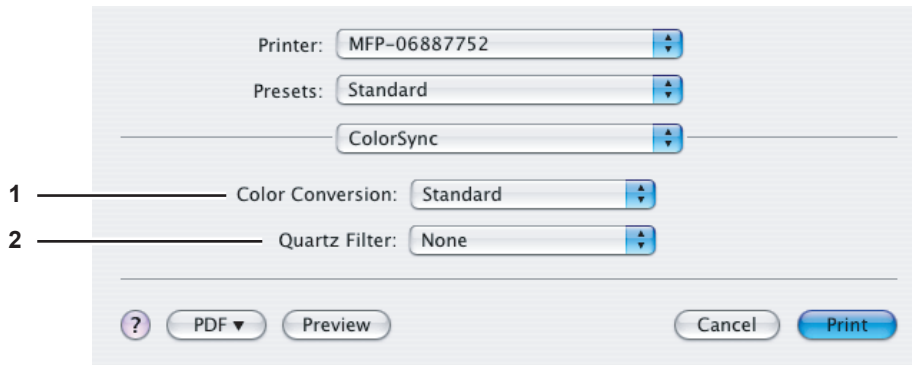 Printer: MFP-06887752
Presets: Standard
ColorSync
1 Color Conversion: Standard
2 Quartz Filter: None
? PDF▼ Preview Cancel Print